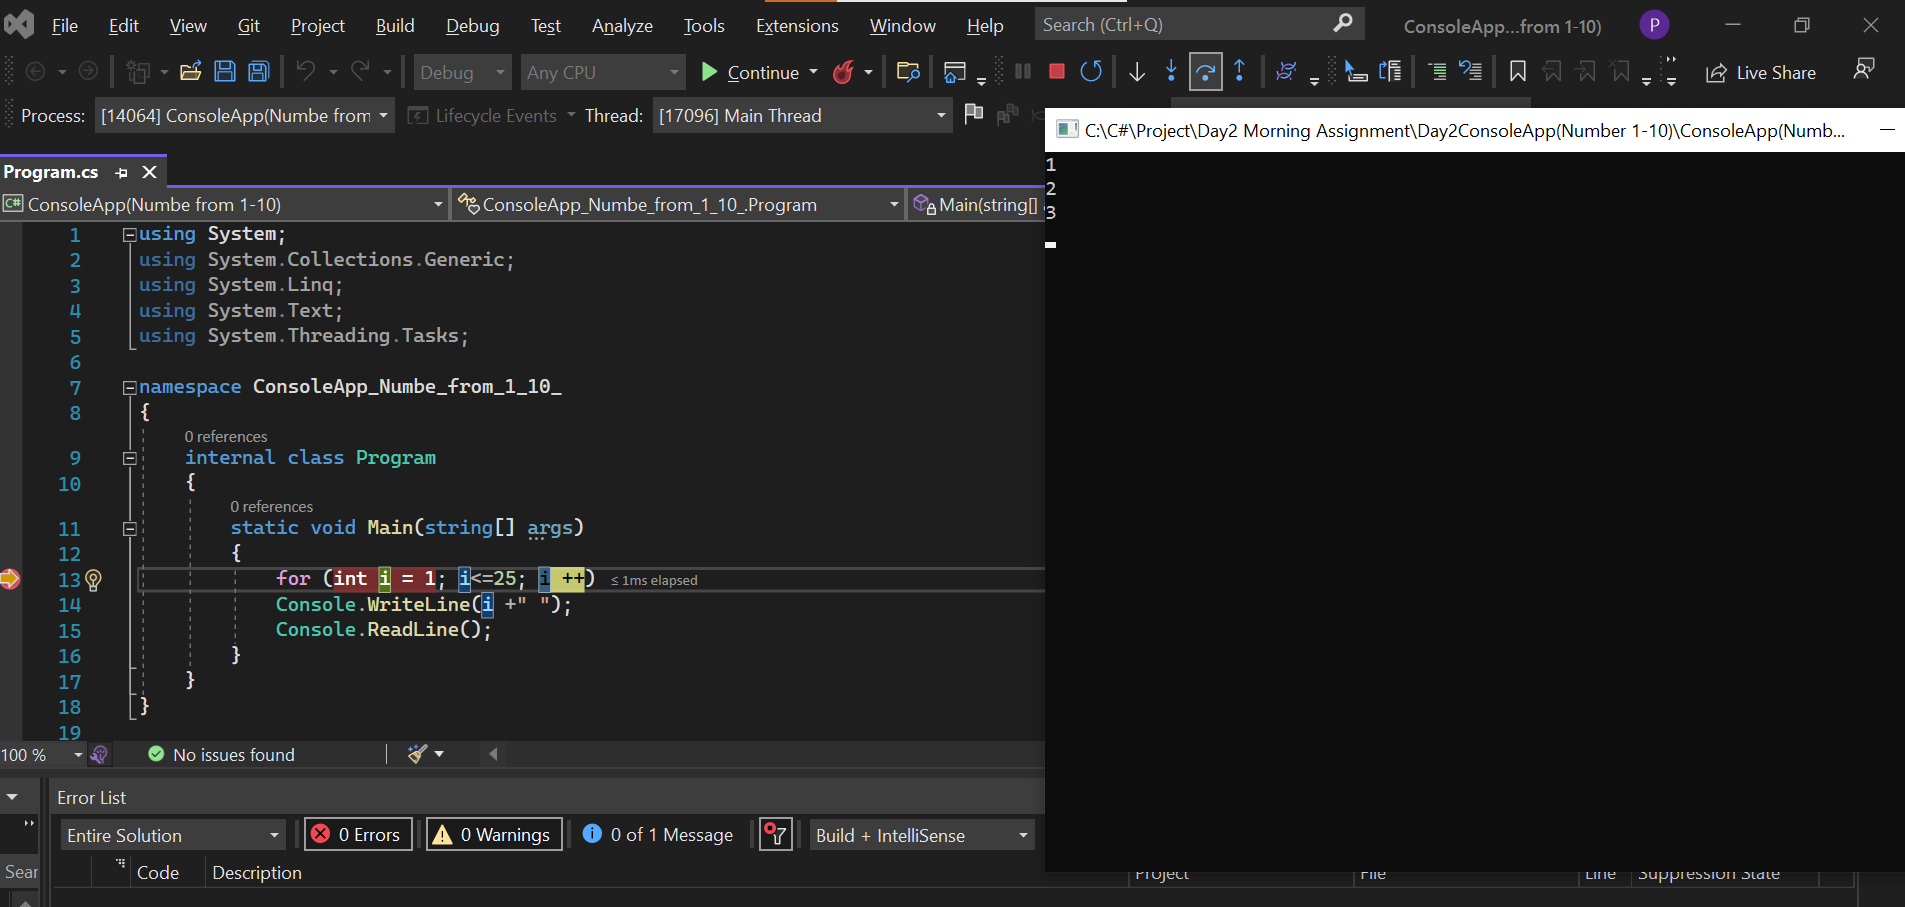 File Edit View Git Project Build Debug Test Analyze Tools Extensions Window Help Search (Ctrl+Q) ConsoleApp...from 1-10) P
Debug Any CPU Continue Live Share
Process: [14064] ConsoleApp(Numbe from Lifecycle Events Thread: [17096] Main Thread
C:\C#\Project\Day2 Morning Assignment\Day2ConsoleApp(Number 1-10)\ConsoleApp(Numb...
1
2
3
Program.cs
C# ConsoleApp(Numbe from 1-10) ConsoleApp_Numbe_from_1_10_.Program Main(string[]
1 using System;
2 using System.Collections.Generic;
3 using System.Linq;
4 using System.Text;
5 using System.Threading.Tasks;
6
7 namespace ConsoleApp_Numbe_from_1_10_
8 {
0 references
9 internal class Program
10 {
0 references
11 static void Main(string[] args)
12 {
13 for (int i = 1; i<=25; i ++) ≤ 1ms elapsed
14 Console.WriteLine(i +" ");
15 Console.ReadLine();
16 }
17 }
18 }
19
100 % No issues found
Error List
Entire Solution 0 Errors 0 Warnings 0 of 1 Message Build + IntelliSense
Sear Code Description Project File Line Suppression State